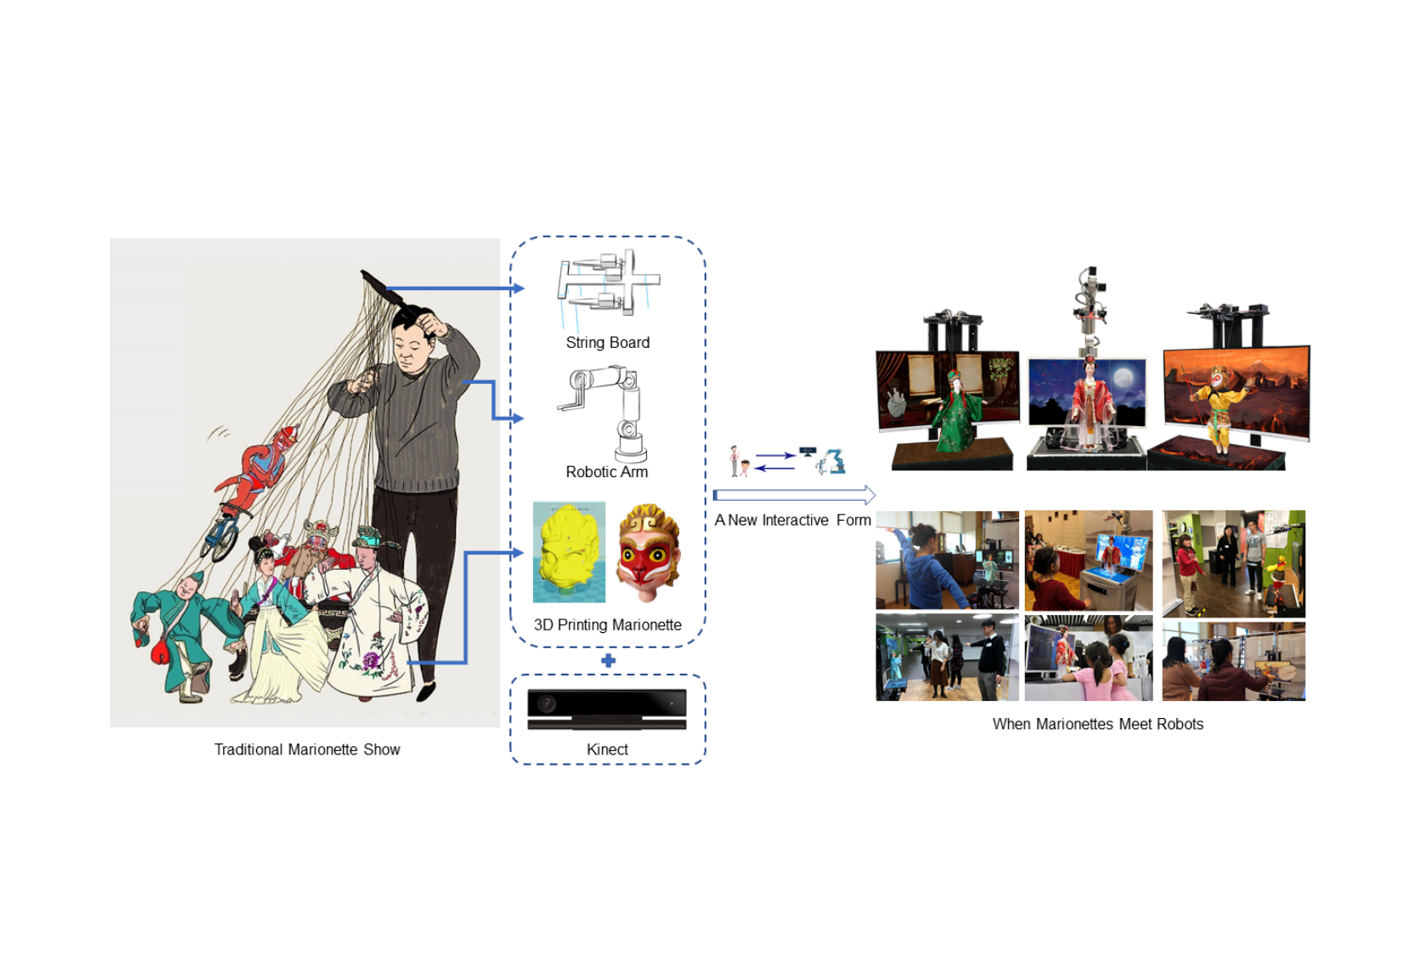 String Board
Robotic Arm
3D Printing Marionette
Kinect
Traditional Marionette Show
A New Interactive Form
When Marionettes Meet Robots